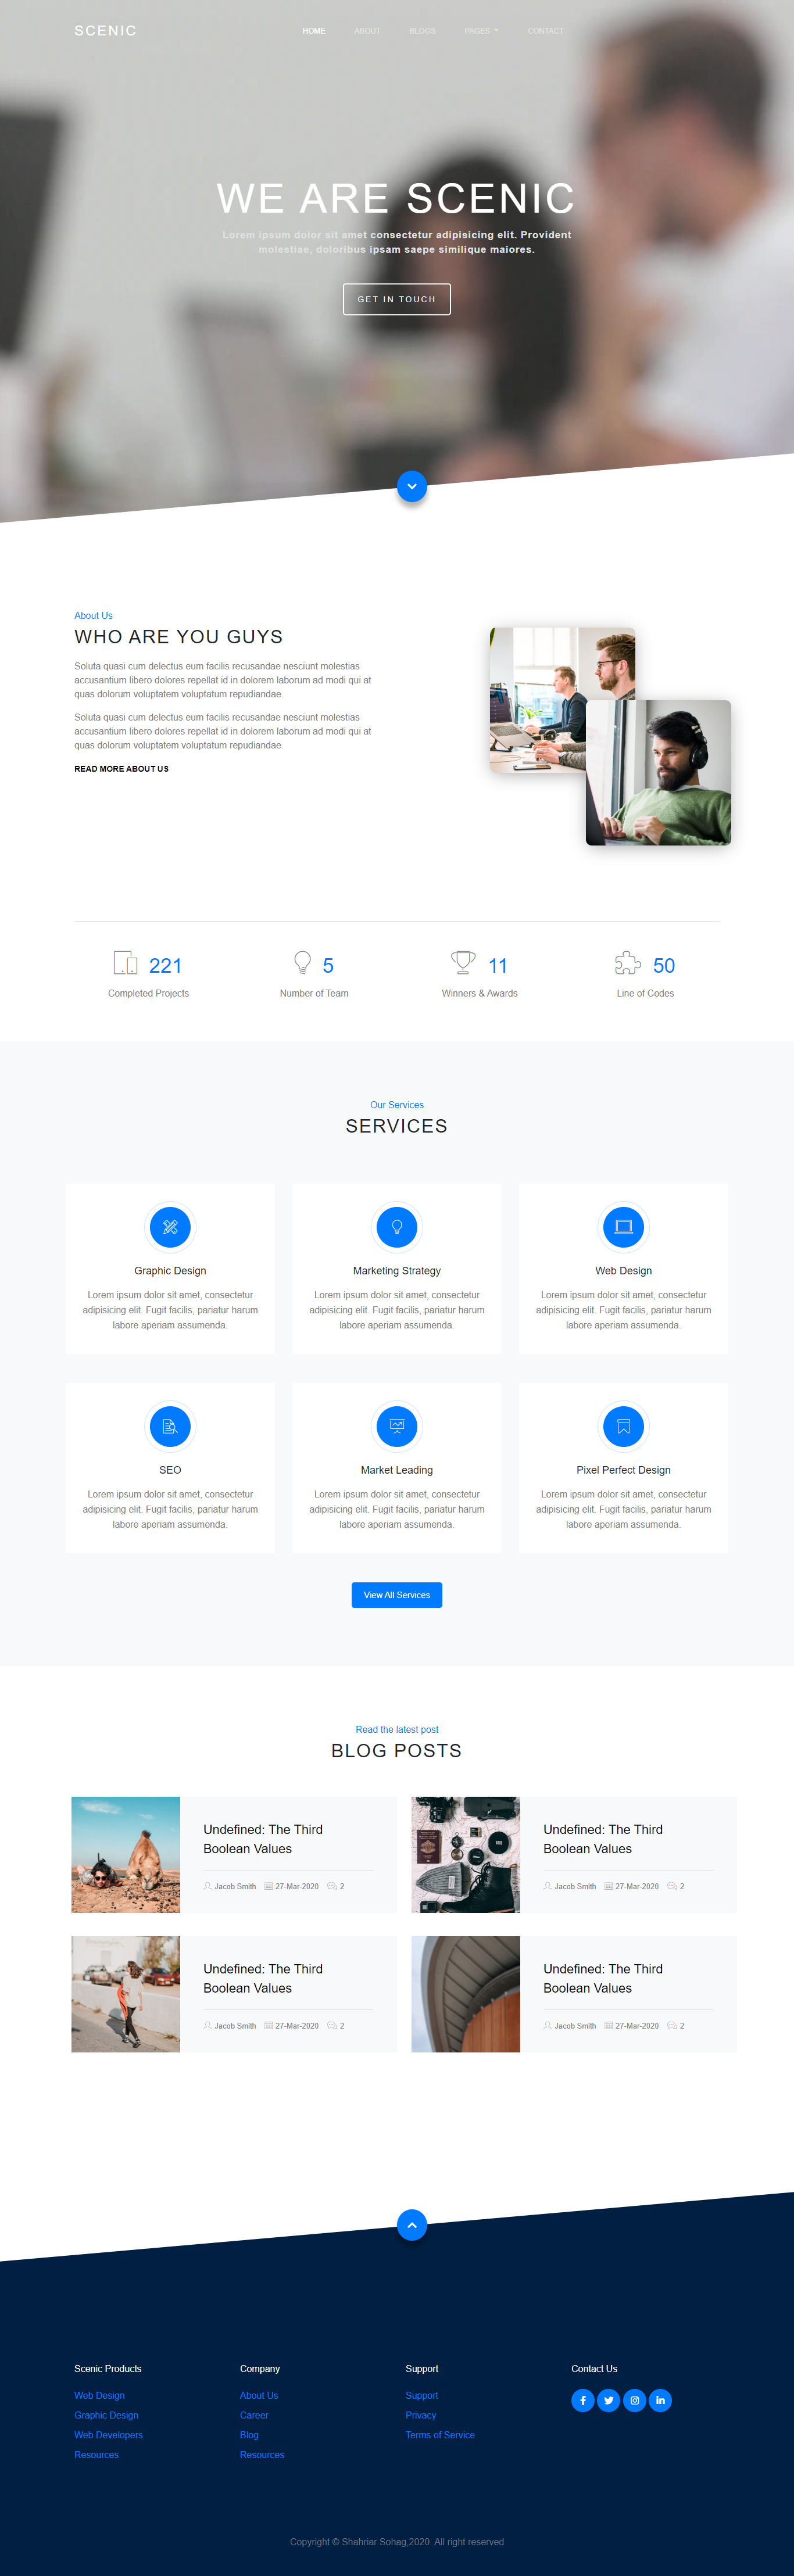 SCENIC
HOME ABOUT BLOGS PAGES CONTACT
WE ARE SCENIC
Lorem ipsum dolor sit amet consectetur adipisicing elit. Provident
molestiae, doloribus ipsam saepe similique maiores.
GET IN TOUCH
About Us
WHO ARE YOU GUYS
Soluta quasi cum delectus eum facilis recusandae nesciunt molestias
accusantium libero dolores repellat id in dolorem laborum ad modi qui at
quas dolorum voluptatem voluptatum repudiandae.
Soluta quasi cum delectus eum facilis recusandae nesciunt molestias
accusantium libero dolores repellat id in dolorem laborum ad modi qui at
quas dolorum voluptatem voluptatum repudiandae.
READ MORE ABOUT US
221
Completed Projects
5
Number of Team
11
Winners & Awards
50
Line of Codes
Our Services
SERVICES
Graphic Design
Lorem ipsum dolor sit amet, consectetur
adipisicing elit. Fugit facilis, pariatur harum
labore aperiam assumenda.
Marketing Strategy
Lorem ipsum dolor sit amet, consectetur
adipisicing elit. Fugit facilis, pariatur harum
labore aperiam assumenda.
Web Design
Lorem ipsum dolor sit amet, consectetur
adipisicing elit. Fugit facilis, pariatur harum
labore aperiam assumenda.
SEO
Lorem ipsum dolor sit amet, consectetur
adipisicing elit. Fugit facilis, pariatur harum
labore aperiam assumenda.
Market Leading
Lorem ipsum dolor sit amet, consectetur
adipisicing elit. Fugit facilis, pariatur harum
labore aperiam assumenda.
Pixel Perfect Design
Lorem ipsum dolor sit amet, consectetur
adipisicing elit. Fugit facilis, pariatur harum
labore aperiam assumenda.
View All Services
Read the latest post
BLOG POSTS
Undefined: The Third
Boolean Values
Jacob Smith 27-Mar-2020 2
Undefined: The Third
Boolean Values
Jacob Smith 27-Mar-2020 2
Undefined: The Third
Boolean Values
Jacob Smith 27-Mar-2020 2
Undefined: The Third
Boolean Values
Jacob Smith 27-Mar-2020 2
Scenic Products
Web Design
Graphic Design
Web Developers
Resources
Company
About Us
Career
Blog
Resources
Support
Support
Privacy
Terms of Service
Contact Us
Copyright © Shahriar Sohag,2020. All right reserved